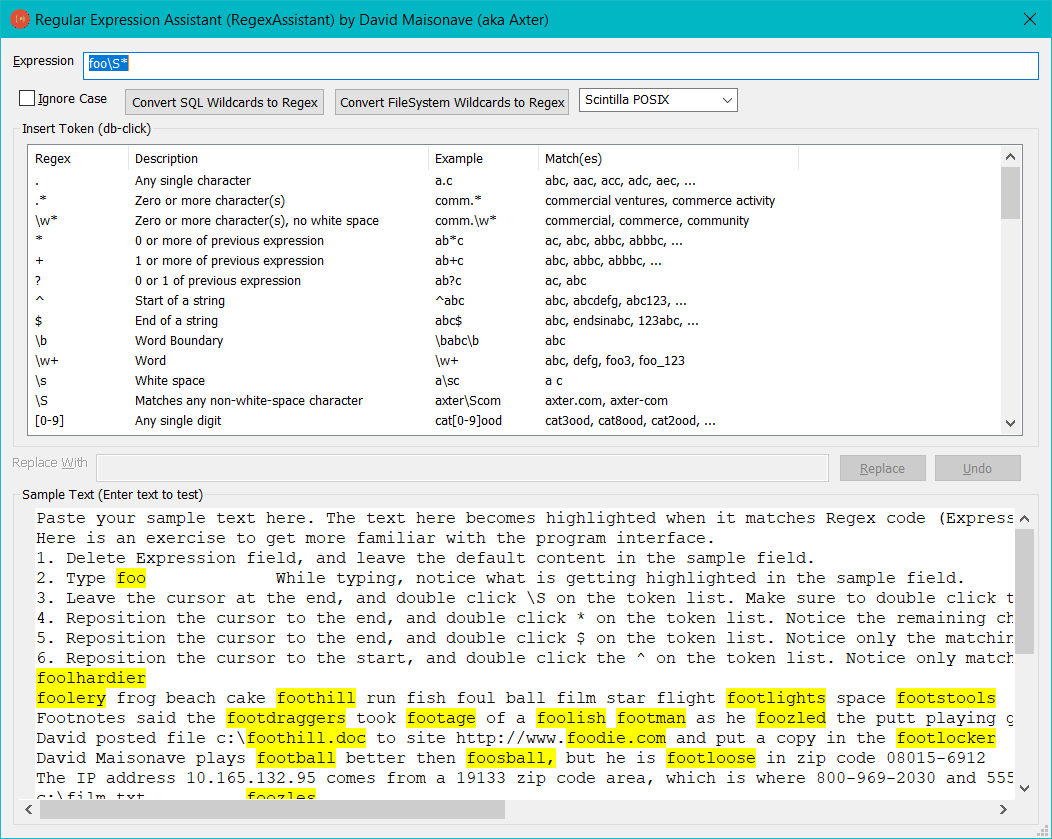 Regular Expression Assistant (RegexAssistant) by David Maisonave (aka Axter)
Expression foo\S*
Ignore Case Convert SQL Wildcards to Regex Convert FileSystem Wildcards to Regex Scintilla POSIX
Insert Token (db-click)
Regex Description Example Match(es)
. Any single character a.c abc, aac, acc, adc, aec, ...
.* Zero or more character(s) comm.* commercial ventures, commerce activity
\w* Zero or more character(s), no white space comm.\w* commercial, commerce, community
* 0 or more of previous expression ab*c ac, abc, abbc, abbbc, ...
+ 1 or more of previous expression ab+c abc, abbc, abbbc, ...
? 0 or 1 of previous expression ab?c ac, abc
^ Start of a string ^abc abc, abcdefg, abc123, ...
$ End of a string abc$ abc, endsinabc, 123abc, ...
\b Word Boundary \babc\b abc
\w+ Word \w+ abc, defg, foo3, foo_123
\s White space a\sc a c
\S Matches any non-white-space character axter\Scom axter.com, axter-com
[0-9] Any single digit cat[0-9]ood cat3ood, cat8ood, cat2ood, ...
Replace With Replace Undo
Sample Text (Enter text to test)
Paste your sample text here. The text here becomes highlighted when it matches Regex code (Express
Here is an exercise to get more familiar with the program interface.
1. Delete Expression field, and leave the default content in the sample field.
2. Type foo While typing, notice what is getting highlighted in the sample field.
3. Leave the cursor at the end, and double click \S on the token list. Make sure to double click t
4. Reposition the cursor to the end, and double click * on the token list. Notice the remaining ch
5. Reposition the cursor to the end, and double click $ on the token list. Notice only the matchin
6. Reposition the cursor to the start, and double click the ^ on the token list. Notice only match
foolhardier
foolery frog beach cake foothill run fish foul ball film star flight footlights space footstools
Footnotes said the footdraggers took footage of a foolish footman as he foozled the putt playing g
David posted file c:\foothill.doc to site http://www.foodie.com and put a copy in the footlocker
David Maisonave plays football better then foosball, but he is footloose in zip code 08015-6912
The IP address 10.165.132.95 comes from a 19133 zip code area, which is where 800-969-2030 and 555
c:\film.txt foozles